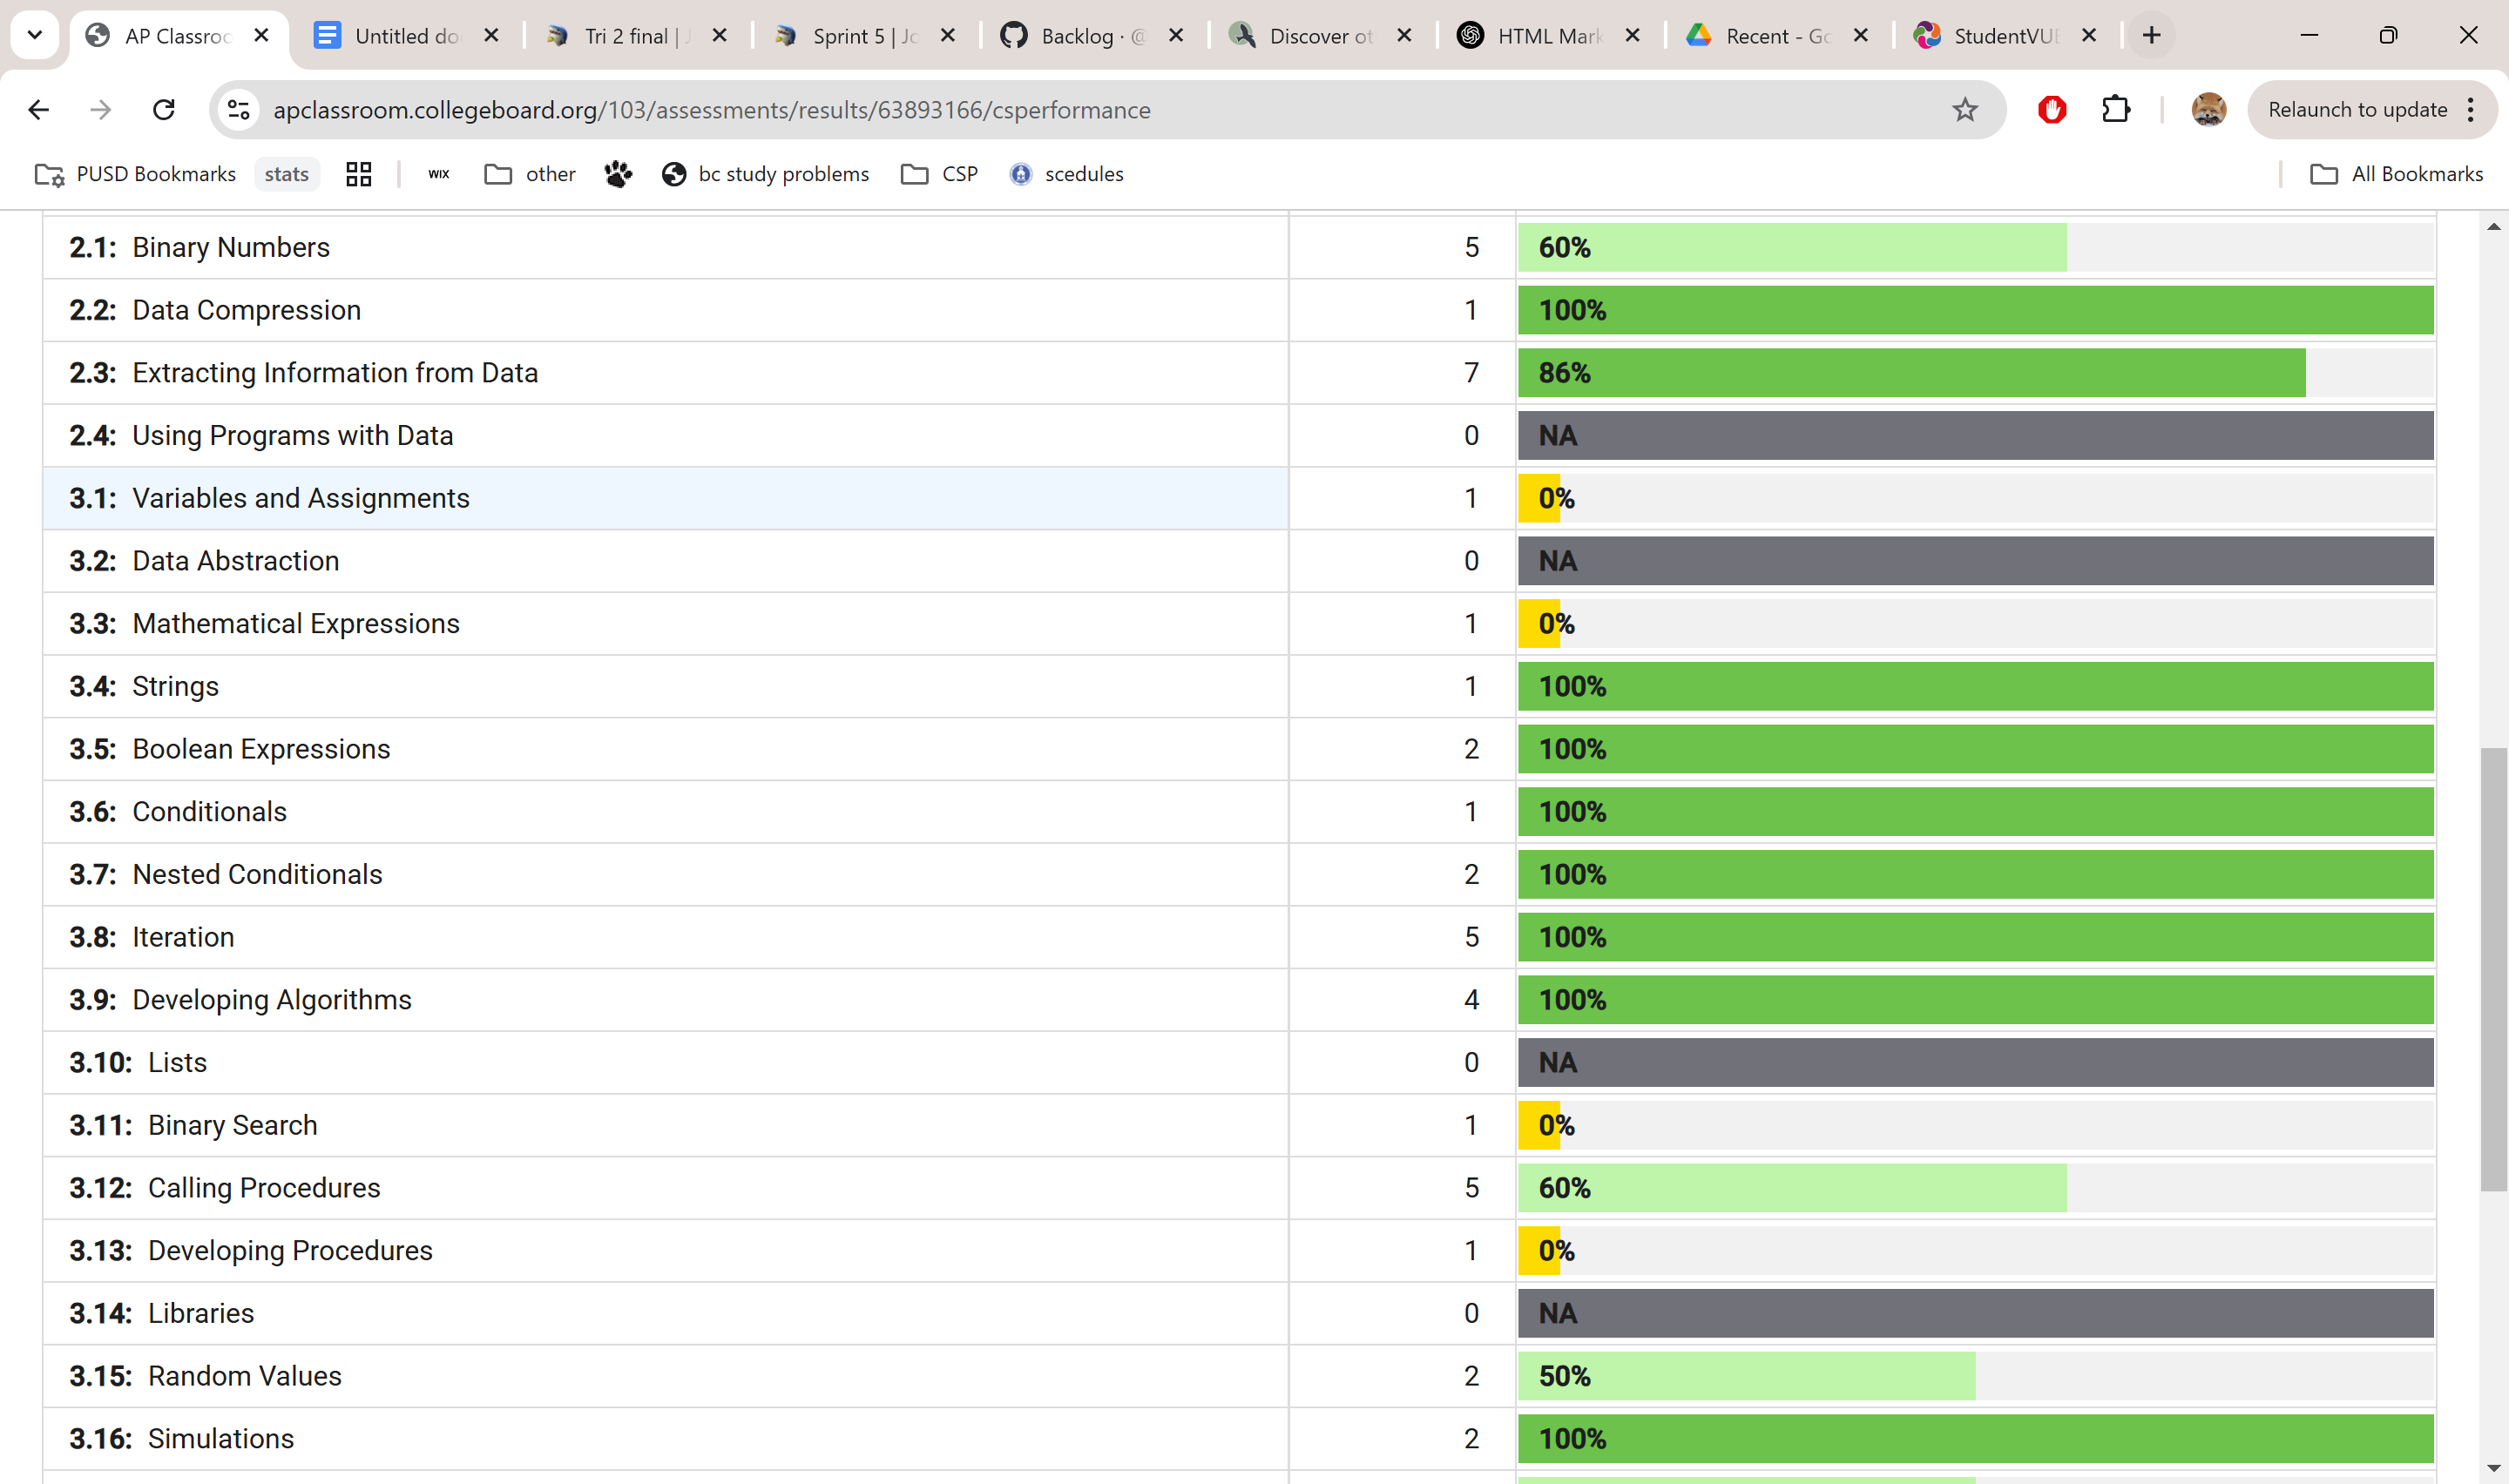 AP Classroo
Untitled do
Tri 2 final | J
Sprint 5 | Jo
Backlog · @
Discover ot
HTML Mark
Recent - Go
StudentVUE
apclassroom.collegeboard.org/103/assessments/results/63893166/csperformance
Relaunch to update
PUSD Bookmarks
stats
WIX
other
bc study problems
CSP
scedules
All Bookmarks
2.1: Binary Numbers 5 60%
2.2: Data Compression 1 100%
2.3: Extracting Information from Data 7 86%
2.4: Using Programs with Data 0 NA
3.1: Variables and Assignments 1 0%
3.2: Data Abstraction 0 NA
3.3: Mathematical Expressions 1 0%
3.4: Strings 1 100%
3.5: Boolean Expressions 2 100%
3.6: Conditionals 1 100%
3.7: Nested Conditionals 2 100%
3.8: Iteration 5 100%
3.9: Developing Algorithms 4 100%
3.10: Lists 0 NA
3.11: Binary Search 1 0%
3.12: Calling Procedures 5 60%
3.13: Developing Procedures 1 0%
3.14: Libraries 0 NA
3.15: Random Values 2 50%
3.16: Simulations 2 100%